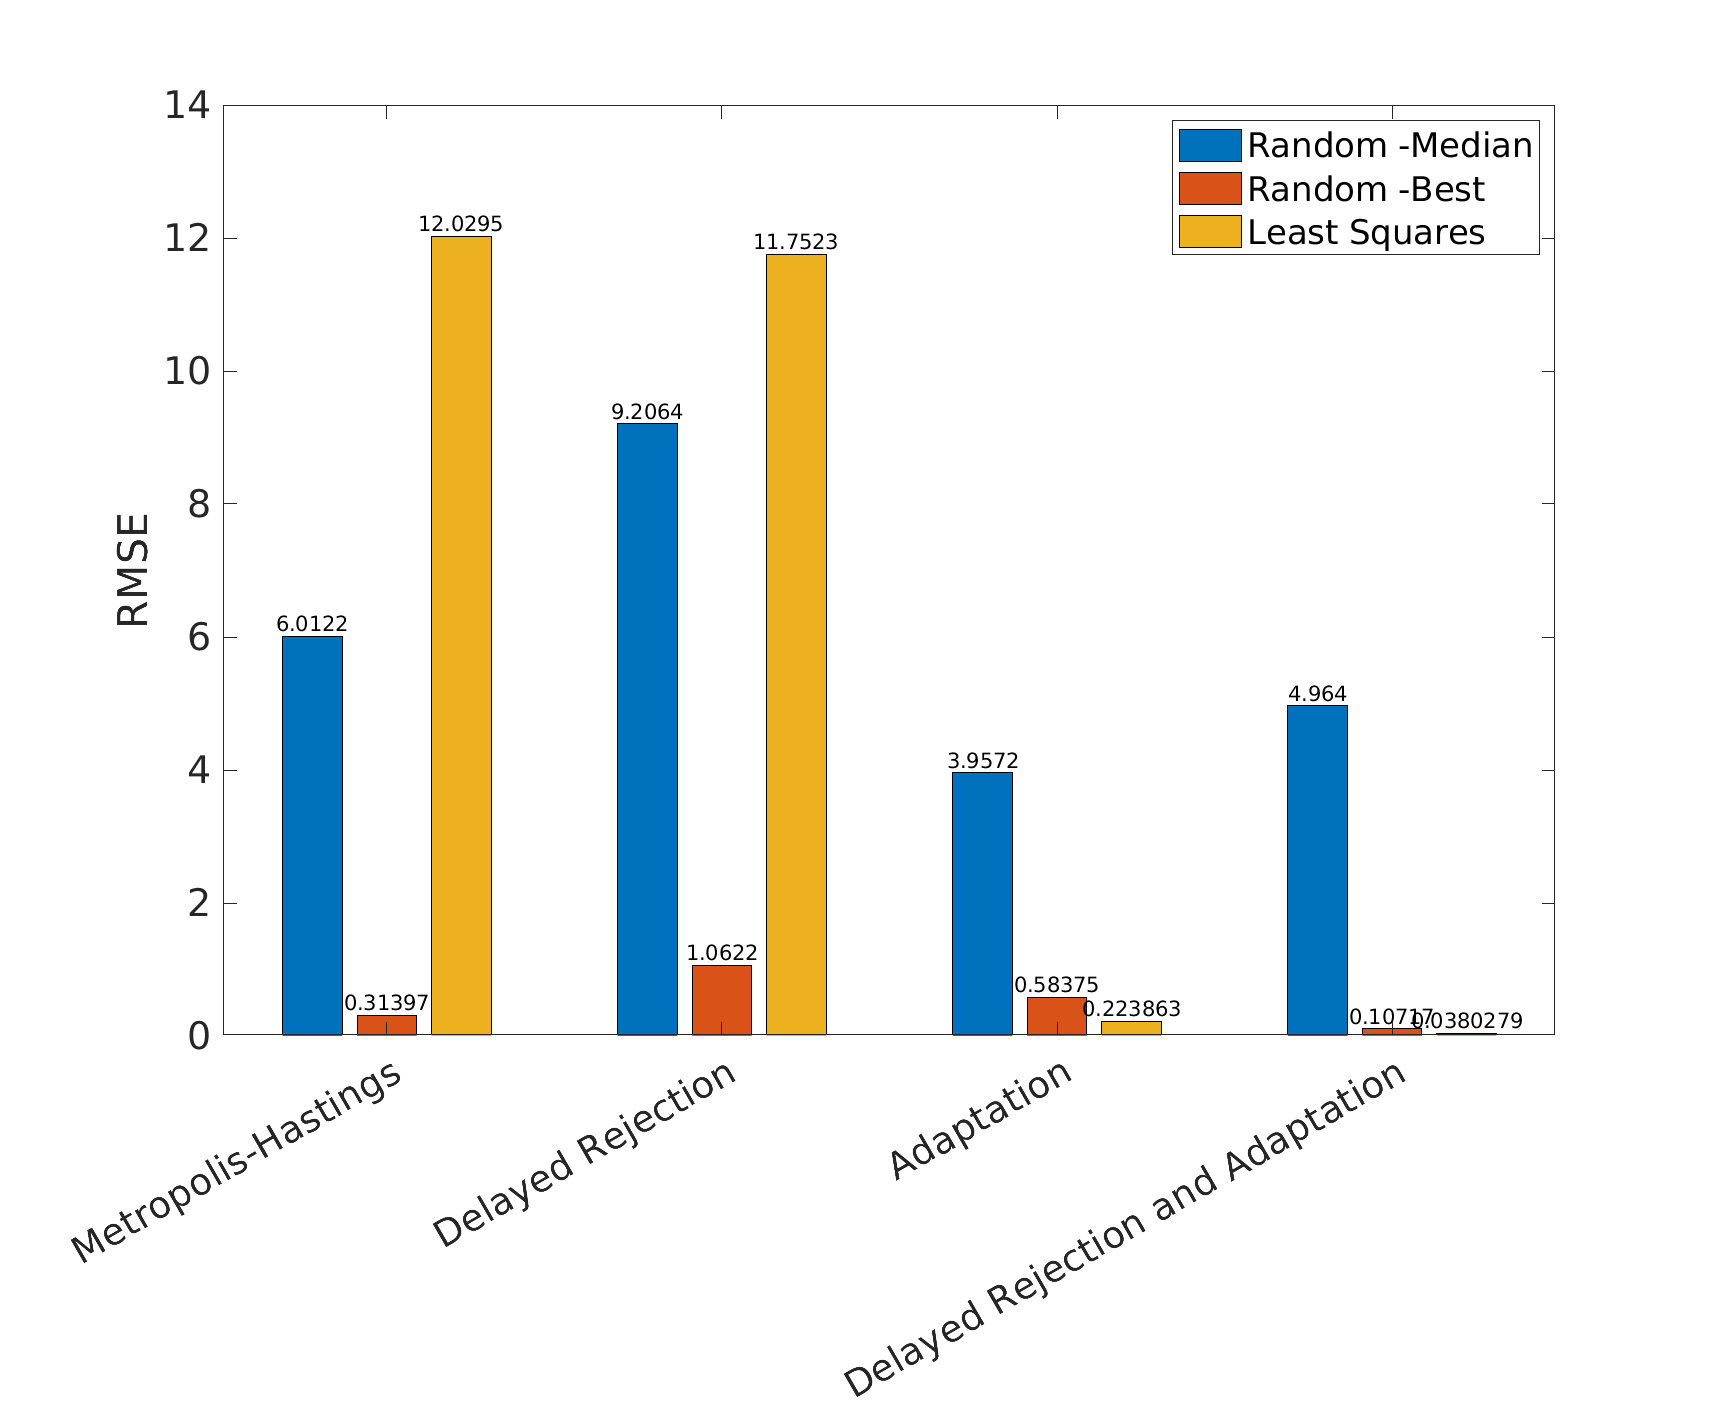 14
12
10
8
6
4
2
0
RMSE
Random -Median
Random -Best
Least Squares
6.0122
0.31397
12.0295
9.2064
1.0622
11.7523
3.9572
0.58375
0.223863
4.964
0.10717
0.0380279
Metropolis-Hastings
Delayed Rejection
Adaptation
Delayed Rejection and Adaptation